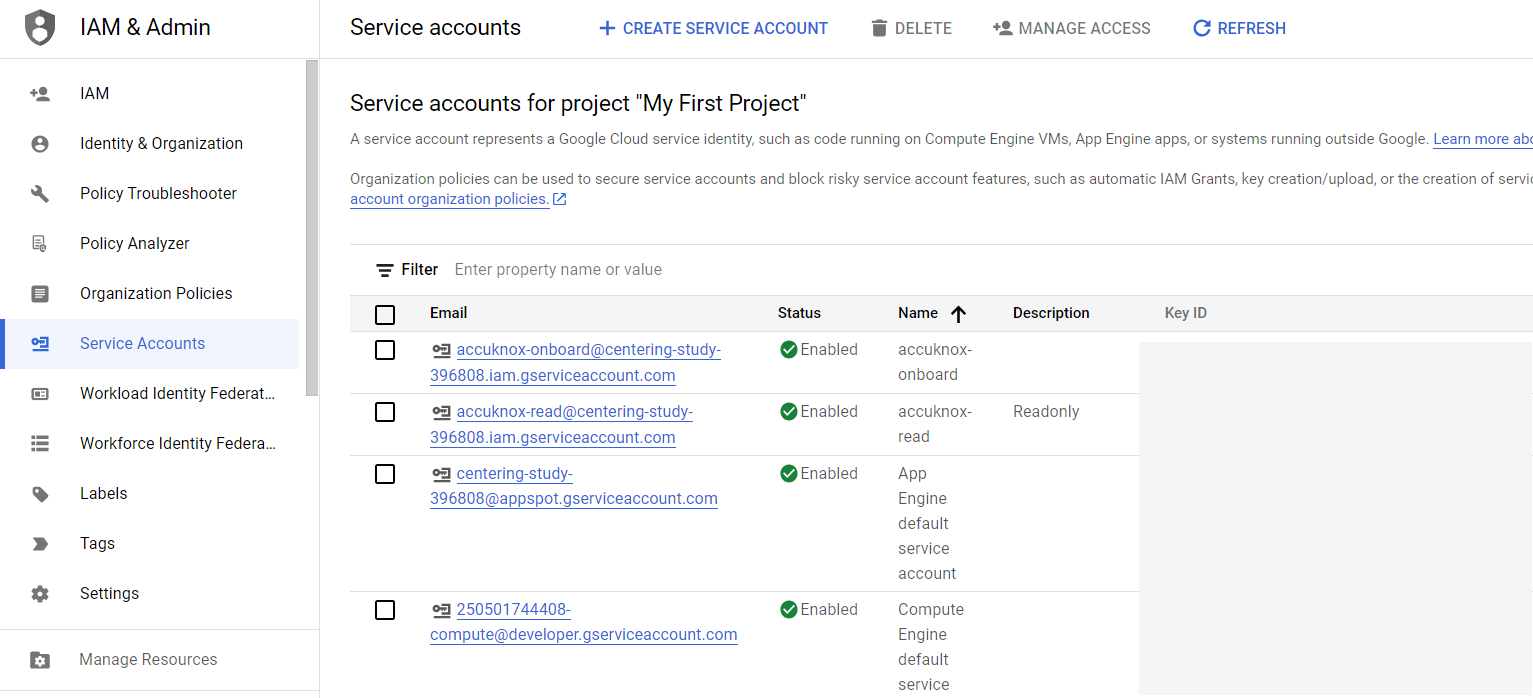 IAM & Admin
IAM
Identity & Organization
Policy Troubleshooter
Policy Analyzer
Organization Policies
Service Accounts
Workload Identity Federat...
Workforce Identity Federa...
Labels
Tags
Settings
Manage Resources
Service accounts
CREATE SERVICE ACCOUNT
DELETE
MANAGE ACCESS
REFRESH
Service accounts for project "My First Project"
A service account represents a Google Cloud service identity, such as code running on Compute Engine VMs, App Engine apps, or systems running outside Google. Learn more abo
Organization policies can be used to secure service accounts and block risky service account features, such as automatic IAM Grants, key creation/upload, or the creation of servic
account organization policies.
Filter Enter property name or value
Email Status Name Description Key ID
accuknox-onboard@centering-study- Enabled accuknox-
396808.iam.gserviceaccount.com onboard
accuknox-read@centering-study- Enabled accuknox- Readonly
396808.iam.gserviceaccount.com read
centering-study- Enabled App
396808@appspot.gserviceaccount.com Engine
default
service
account
250501744408- Enabled Compute
compute@developer.gserviceaccount.com Engine
default
service